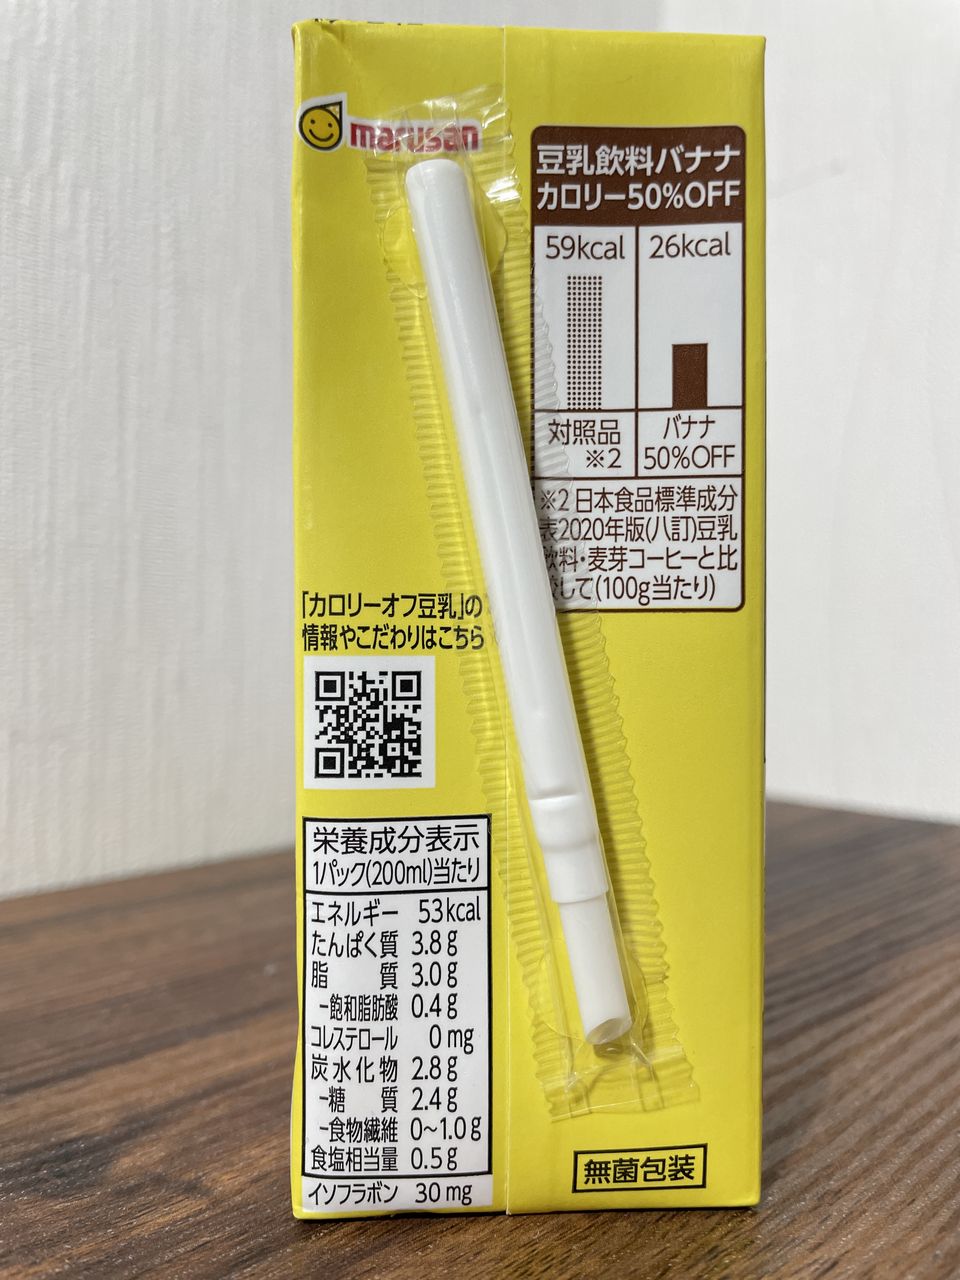 marusan
豆乳飲料バナナ
カロリー50%OFF
59kcal
26kcal
対照品
※2
バナナ
50%OFF
※2 日本食品標準成分
表2020年版(八訂)豆乳
飲料・麦芽コーヒーと比
較して(100g当たり)
「カロリーオフ豆乳」の
情報やこだわりはこちら
栄養成分表示
1パック(200ml)当たり
エネルギー 53kcal
たんぱく質 3.8g
脂質 3.0g
−飽和脂肪酸 0.4g
コレステロール 0mg
炭水化物 2.8g
−糖質 2.4g
−食物繊維 0~1.0g
食塩相当量 0.5g
イソフラボン 30mg
無菌包装